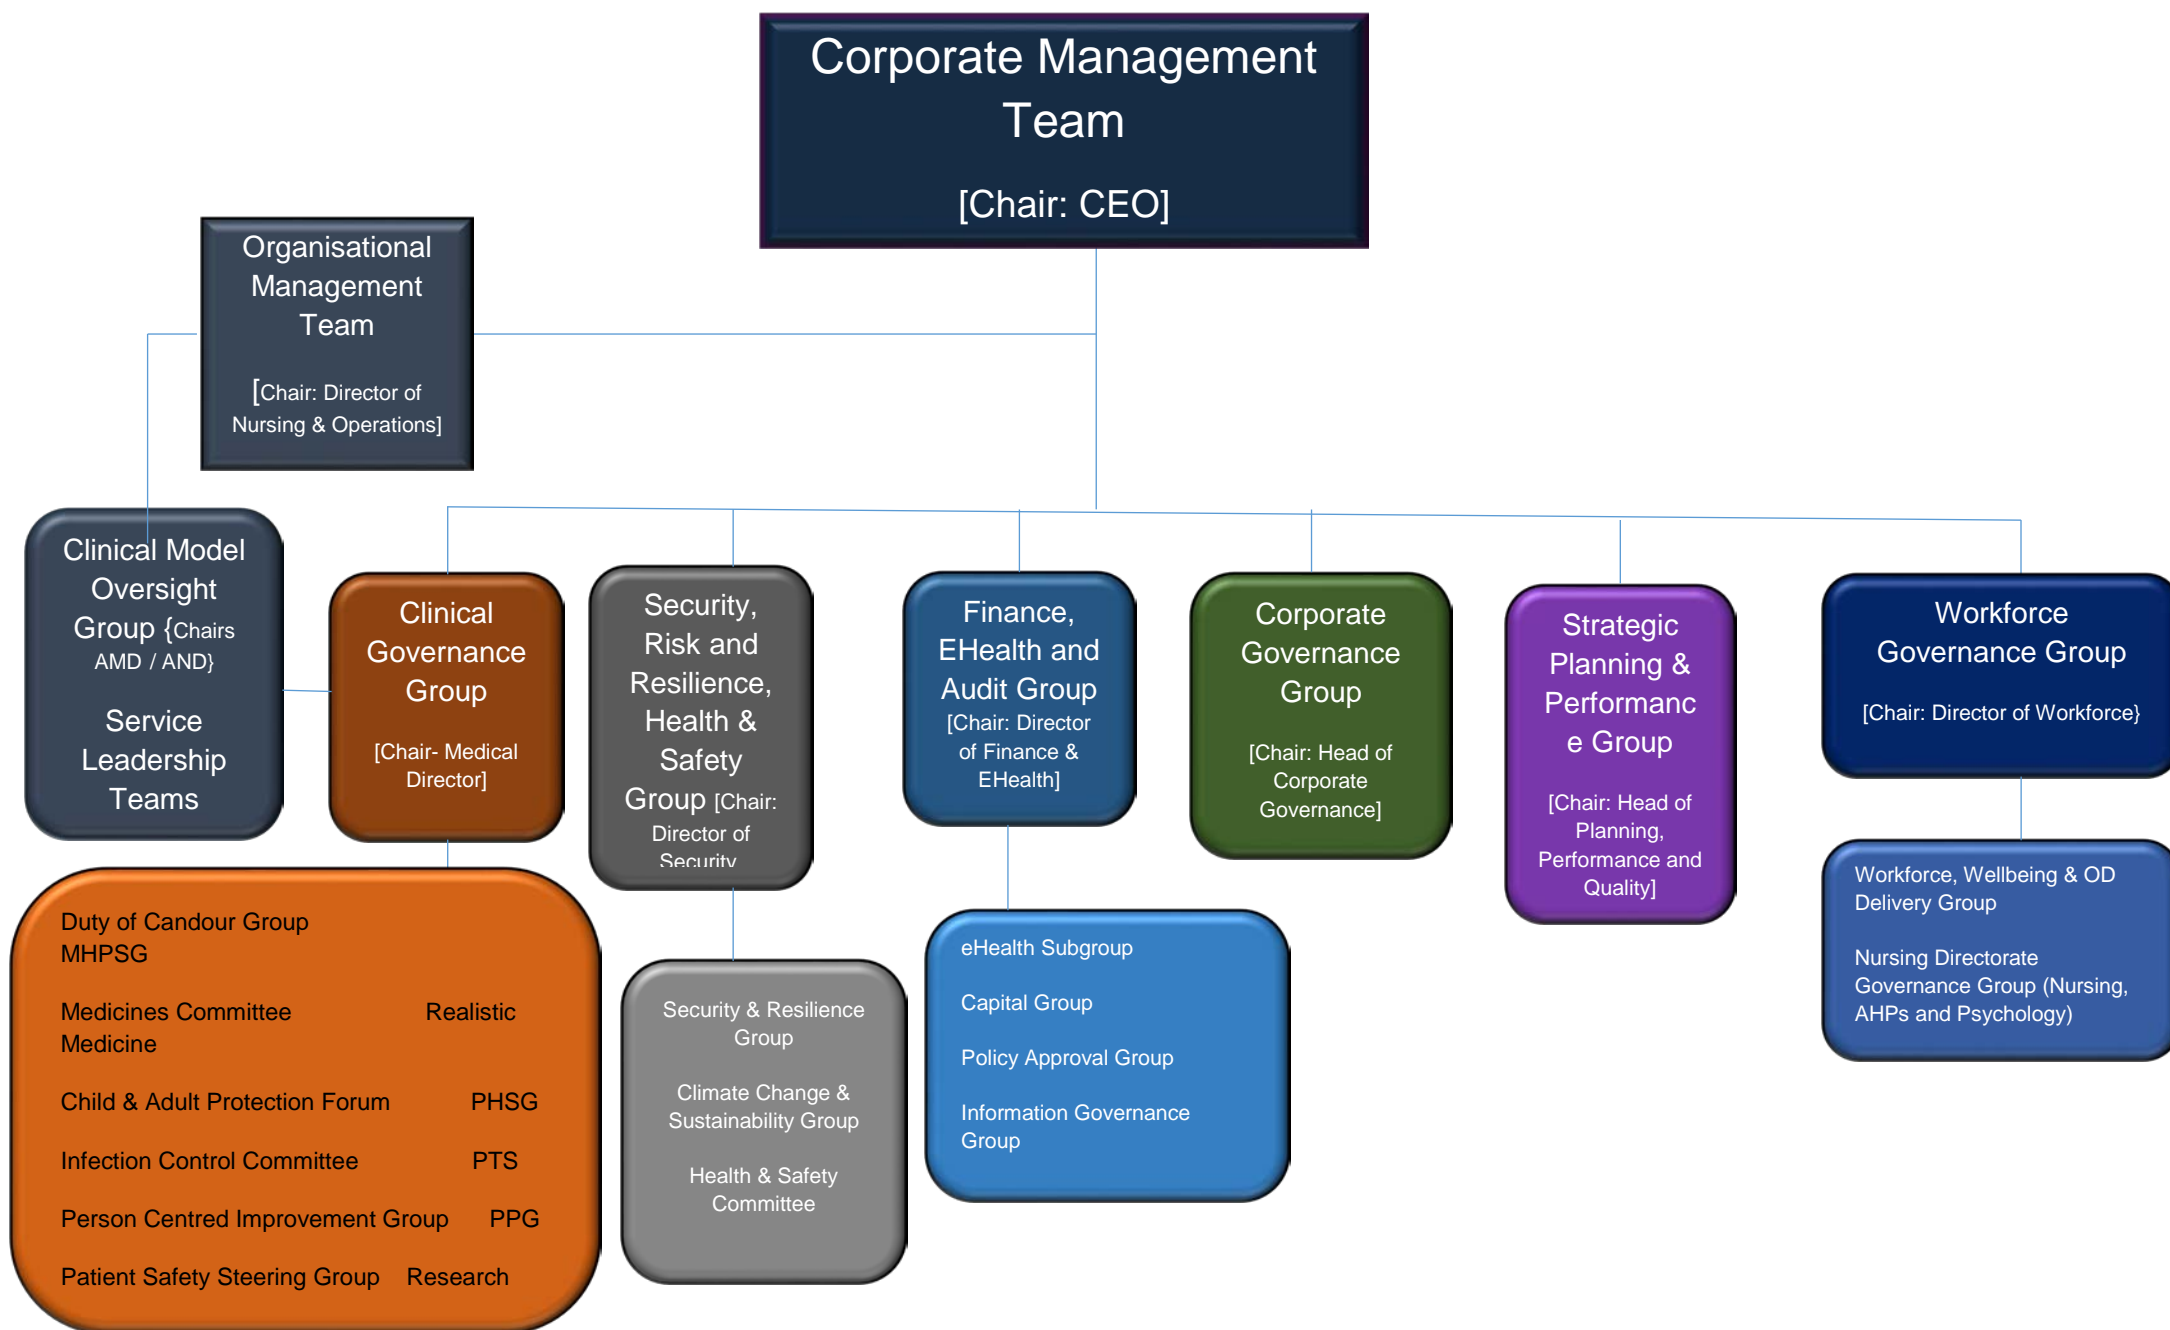 Corporate Management
Team
[Chair: CEO]
Organisational
Management
Team
[Chair: Director of
Nursing & Operations]
Clinical Model
Oversight
Group {Chairs
AMD / AND}
Service
Leadership
Teams
Clinical
Governance
Group
[Chair- Medical
Director]
Security,
Risk and
Resilience,
Health &
Safety
Group [Chair:
Director of
Security
Finance,
EHealth and
Audit Group
[Chair: Director
of Finance &
EHealth]
Corporate
Governance
Group
[Chair: Head of
Corporate
Governance]
Strategic
Planning &
Performanc
e Group
[Chair: Head of
Planning,
Performance and
Quality]
Workforce
Governance Group
[Chair: Director of Workforce}
Duty of Candour Group
MHPSG
Medicines Committee Realistic
Medicine
Child & Adult Protection Forum PHSG
Infection Control Committee PTS
Person Centred Improvement Group PPG
Patient Safety Steering Group Research
Security & Resilience
Group
Climate Change &
Sustainability Group
Health & Safety
Committee
eHealth Subgroup
Capital Group
Policy Approval Group
Information Governance
Group
Workforce, Wellbeing & OD
Delivery Group
Nursing Directorate
Governance Group (Nursing,
AHPs and Psychology)